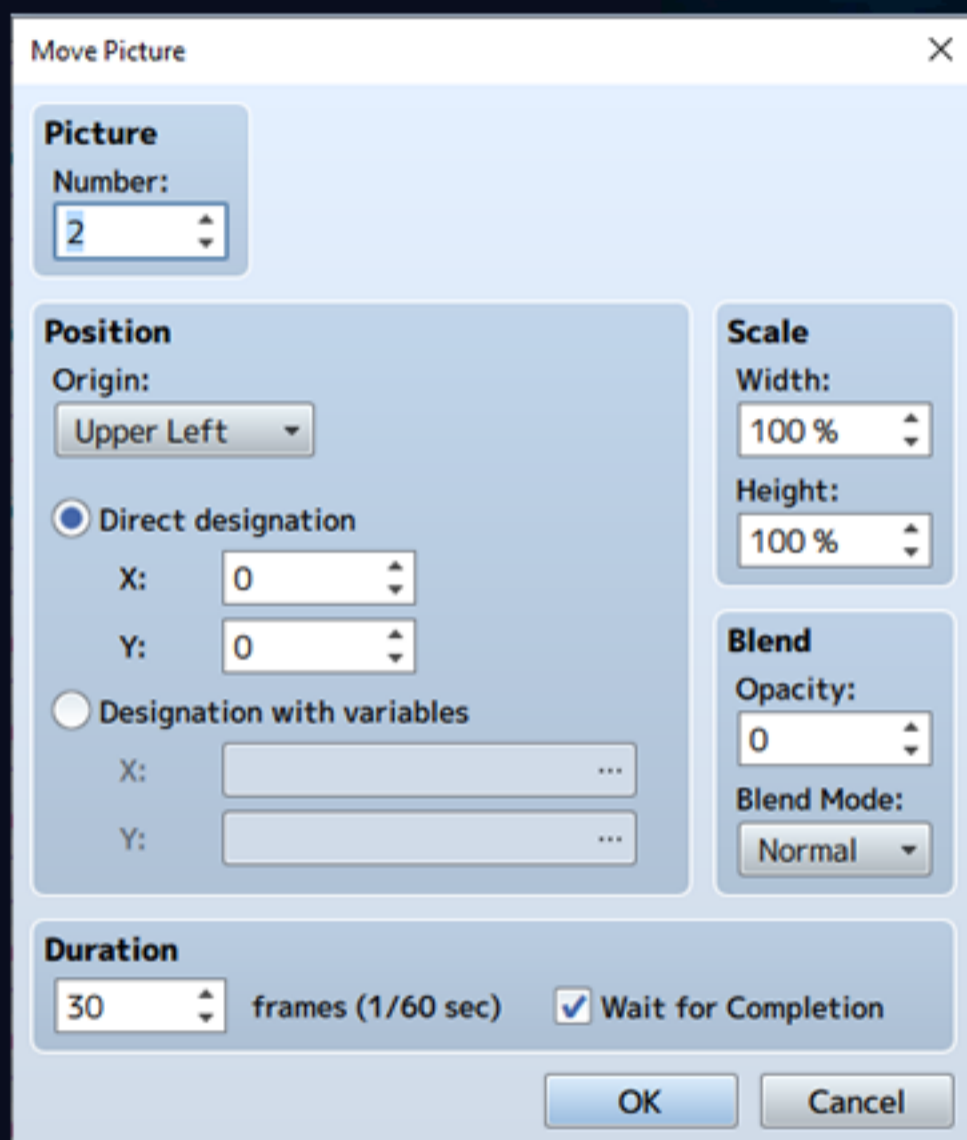 Move Picture
Picture
Number:
2
Position
Origin:
Upper Left
Direct designation
X: 0
Y: 0
Designation with variables
X: ...
Y: ...
Scale
Width:
100 %
Height:
100 %
Blend
Opacity:
0
Blend Mode:
Normal
Duration
30 frames (1/60 sec) Wait for Completion
OK Cancel